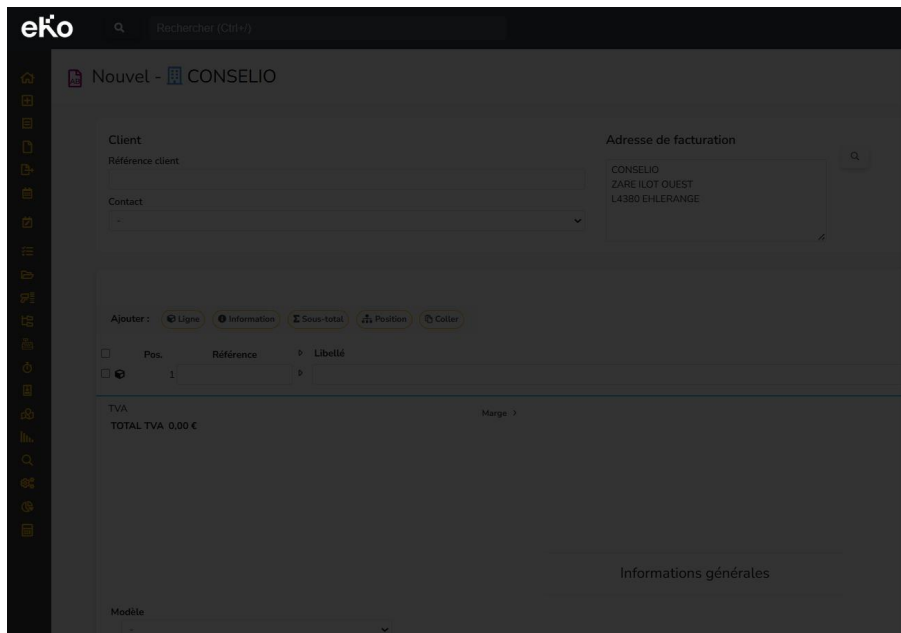 eKo
Rechercher (Ctrl+/)
Nouvel - CONSELIO
Client
Référence client
Contact
-
Adresse de facturation
CONSELIO
ZARE ILOT OUEST
L4380 EHLERANGE
Ajouter : Ligne Information Sous-total Position Coller
Pos. Référence Libellé
1
TVA
TOTAL TVA 0,00 €
Marge
Informations générales
Modèle
-